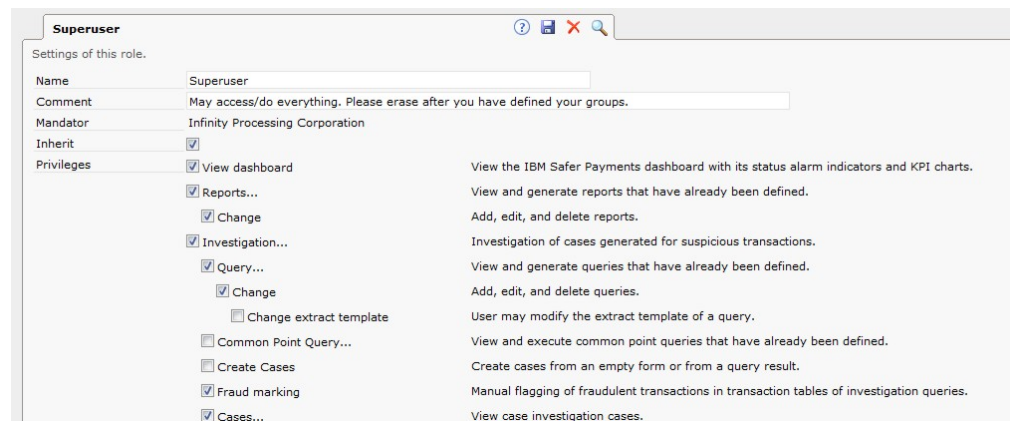 Superuser
Settings of this role.
Name Superuser
Comment May access/do everything. Please erase after you have defined your groups.
Mandator Infinity Processing Corporation
Inherit
Privileges View dashboard View the IBM Safer Payments dashboard with its status alarm indicators and KPI charts.
Reports... View and generate reports that have already been defined.
Change Add, edit, and delete reports.
Investigation... Investigation of cases generated for suspicious transactions.
Query... View and generate queries that have already been defined.
Change Add, edit, and delete queries.
Change extract template User may modify the extract template of a query.
Common Point Query... View and execute common point queries that have already been defined.
Create Cases Create cases from an empty form or from a query result.
Fraud marking Manual flagging of fraudulent transactions in transaction tables of investigation queries.
Cases... View case investigation cases.